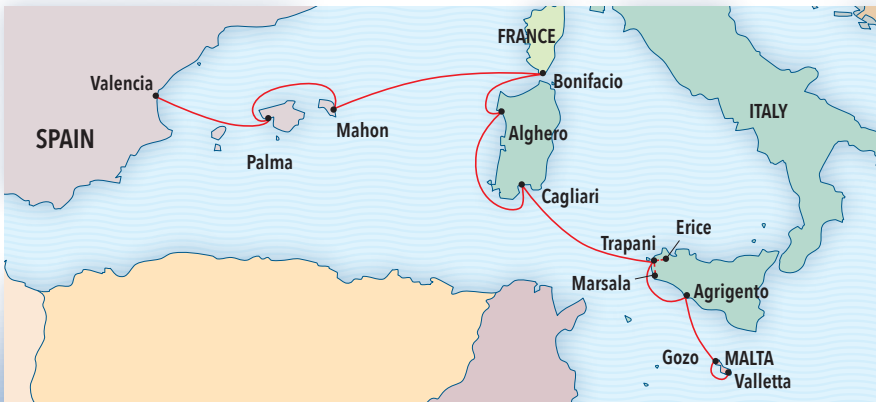 FRANCE
Valencia
Bonifacio
ITALY
Mahon
Alghero
SPAIN
Palma
Cagliari
Erice
Trapani
Marsala
Agrigento
Gozo
MALTA
Valletta